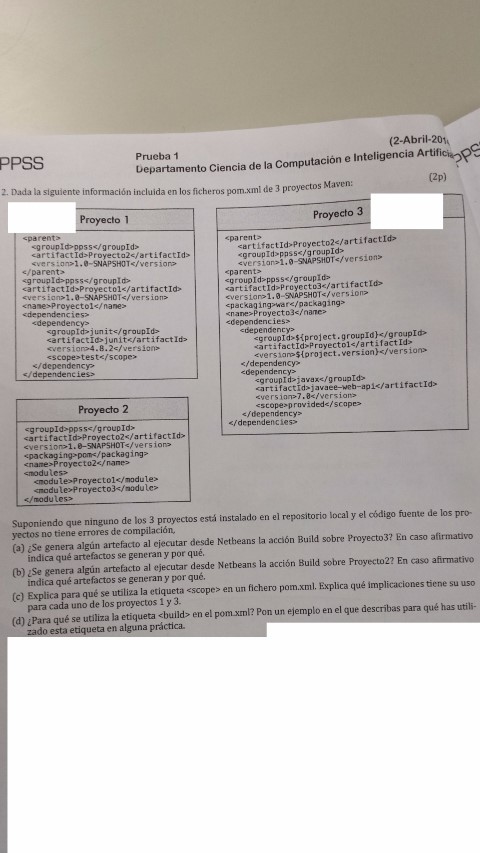 (2-Abril-201
PPSS
Prueba 1
Departamento Ciencia de la Computación e Inteligencia Artificia
PPS
2. Dada la siguiente información incluida en los ficheros pom.xml de 3 proyectos Maven:
(2p)
Proyecto 1
<parent>
<groupId>ppss</groupId>
<artifactId>Proyecto2</artifactId>
<version>1.0-SNAPSHOT</version>
</parent>
<groupId>ppss</groupId>
<artifactId>Proyecto1</artifactId>
<version>1.0-SNAPSHOT</version>
<name>Proyecto1</name>
<dependencies>
<dependency>
<groupId>junit</groupId>
<artifactId>junit</artifactId>
<version>4.8.2</version>
<scope>test</scope>
</dependency>
</dependencies>
Proyecto 2
<groupId>ppss</groupId>
<artifactId>Proyecto2</artifactId>
<version>1.0-SNAPSHOT</version>
<packaging>pom</packaging>
<name>Proyecto2</name>
<modules>
<module>Proyecto1</module>
<module>Proyecto3</module>
</modules>
Proyecto 3
<parent>
<artifactId>Proyecto2</artifactId>
<groupId>ppss</groupId>
<version>1.0-SNAPSHOT</version>
<parent>
<groupId>ppss</groupId>
<artifactId>Proyecto3</artifactId>
<version>1.0-SNAPSHOT</version>
<packaging>war</packaging>
<name>Proyecto3</name>
<dependencies>
<dependency>
<groupId>${project.groupId}</groupId>
<artifactId>Proyecto1</artifactId>
<version>${project.version}</version>
</dependency>
<dependency>
<groupId>javax</groupId>
<artifactId>javaee-web-api</artifactId>
<version>7.0</version>
<scope>provided</scope>
</dependency>
</dependencies>
Suponiendo que ninguno de los 3 proyectos está instalado en el repositorio local y el código fuente de los pro-
yectos no tiene errores de compilación,
(a) ¿Se genera algún artefacto al ejecutar desde Netbeans la acción Build sobre Proyecto3? En caso afirmativo
indica qué artefactos se generan y por qué.
(b) ¿Se genera algún artefacto al ejecutar desde Netbeans la acción Build sobre Proyecto2? En caso afirmativo
indica qué artefactos se generan y por qué.
(c) Explica para qué se utiliza la etiqueta <scope> en un fichero pom.xml. Explica qué implicaciones tiene su uso
para cada uno de los proyectos 1 y 3.
(d) ¿Para qué se utiliza la etiqueta <build> en el pom.xml? Pon un ejemplo en el que describas para qué has utili-
zado esta etiqueta en alguna práctica.